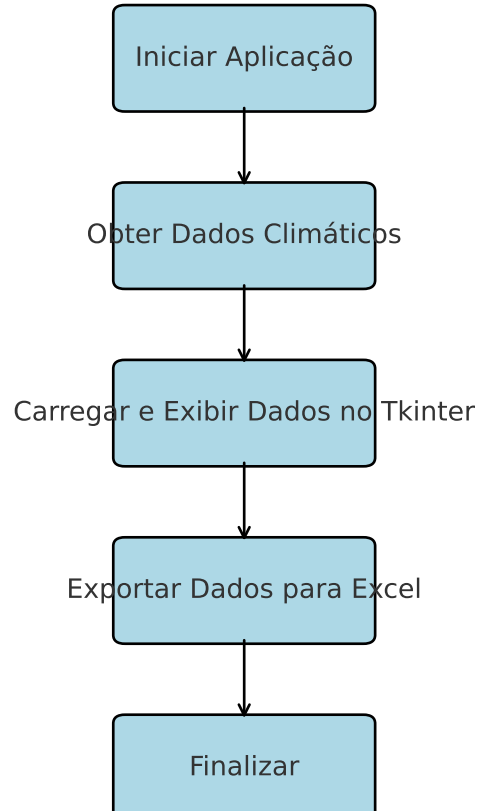 Iniciar Aplicação
Obter Dados Climáticos
Carregar e Exibir Dados no Tkinter
Exportar Dados para Excel
Finalizar